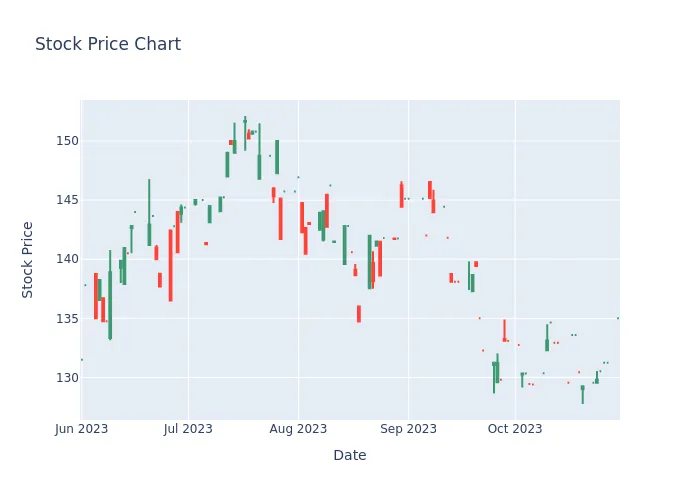 Stock Price Chart
150
145
140
135
130
Stock Price
Jun 2023
Jul 2023
Aug 2023
Sep 2023
Oct 2023
Date